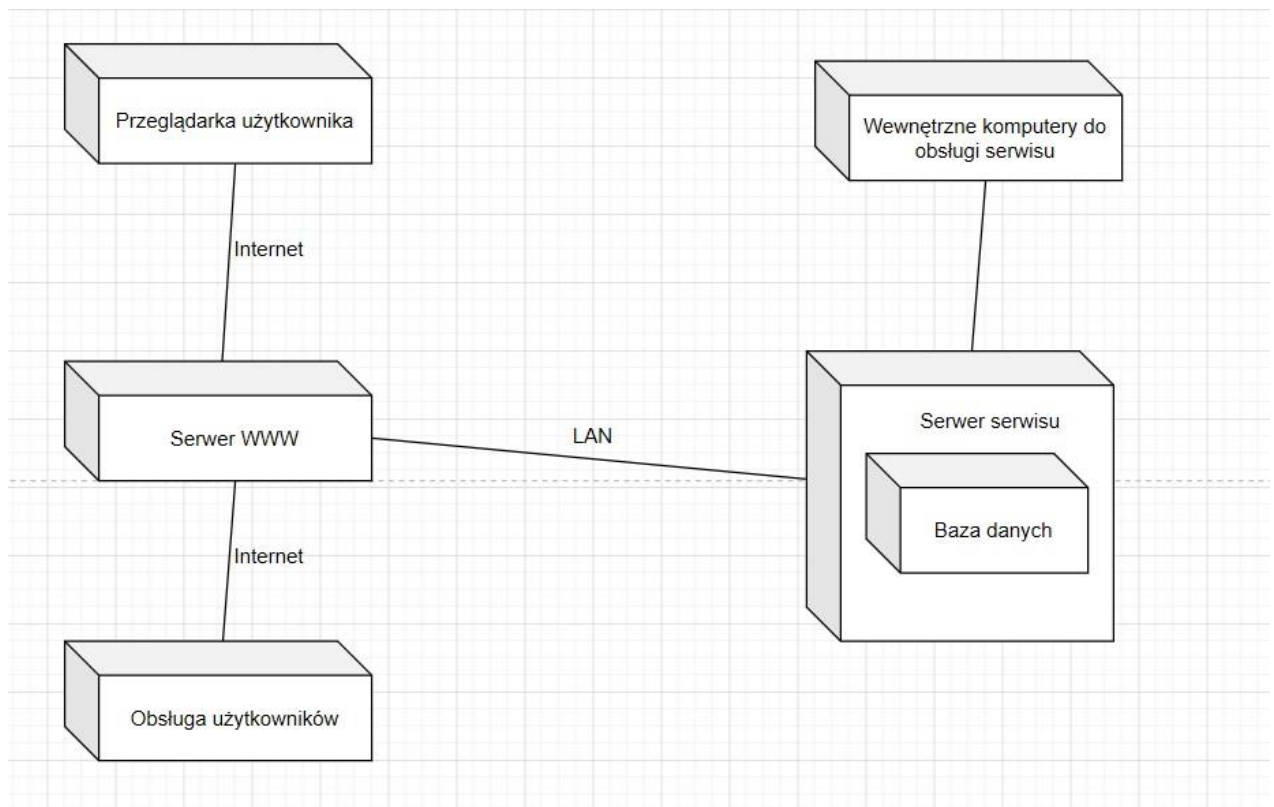 Przeglądarka użytkownika
Wewnętrzne komputery do
obsługi serwisu
Internet
Serwer WWW
LAN
Serwer serwisu
Baza danych
Internet
Obsługa użytkowników